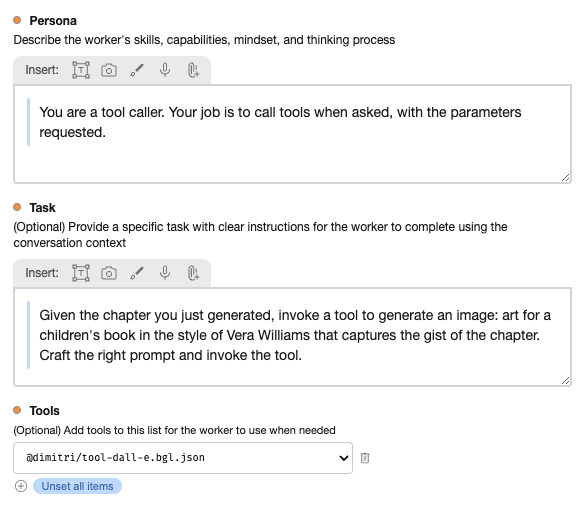 Persona
Describe the worker's skills, capabilities, mindset, and thinking process
Insert:
You are a tool caller. Your job is to call tools when asked, with the parameters
requested.
Task
(Optional) Provide a specific task with clear instructions for the worker to complete using the
conversation context
Insert:
Given the chapter you just generated, invoke a tool to generate an image: art for a
children's book in the style of Vera Williams that captures the gist of the chapter.
Craft the right prompt and invoke the tool.
Tools
(Optional) Add tools to this list for the worker to use when needed
@dimitri/tool-dall-e.bgl.json
Unset all items